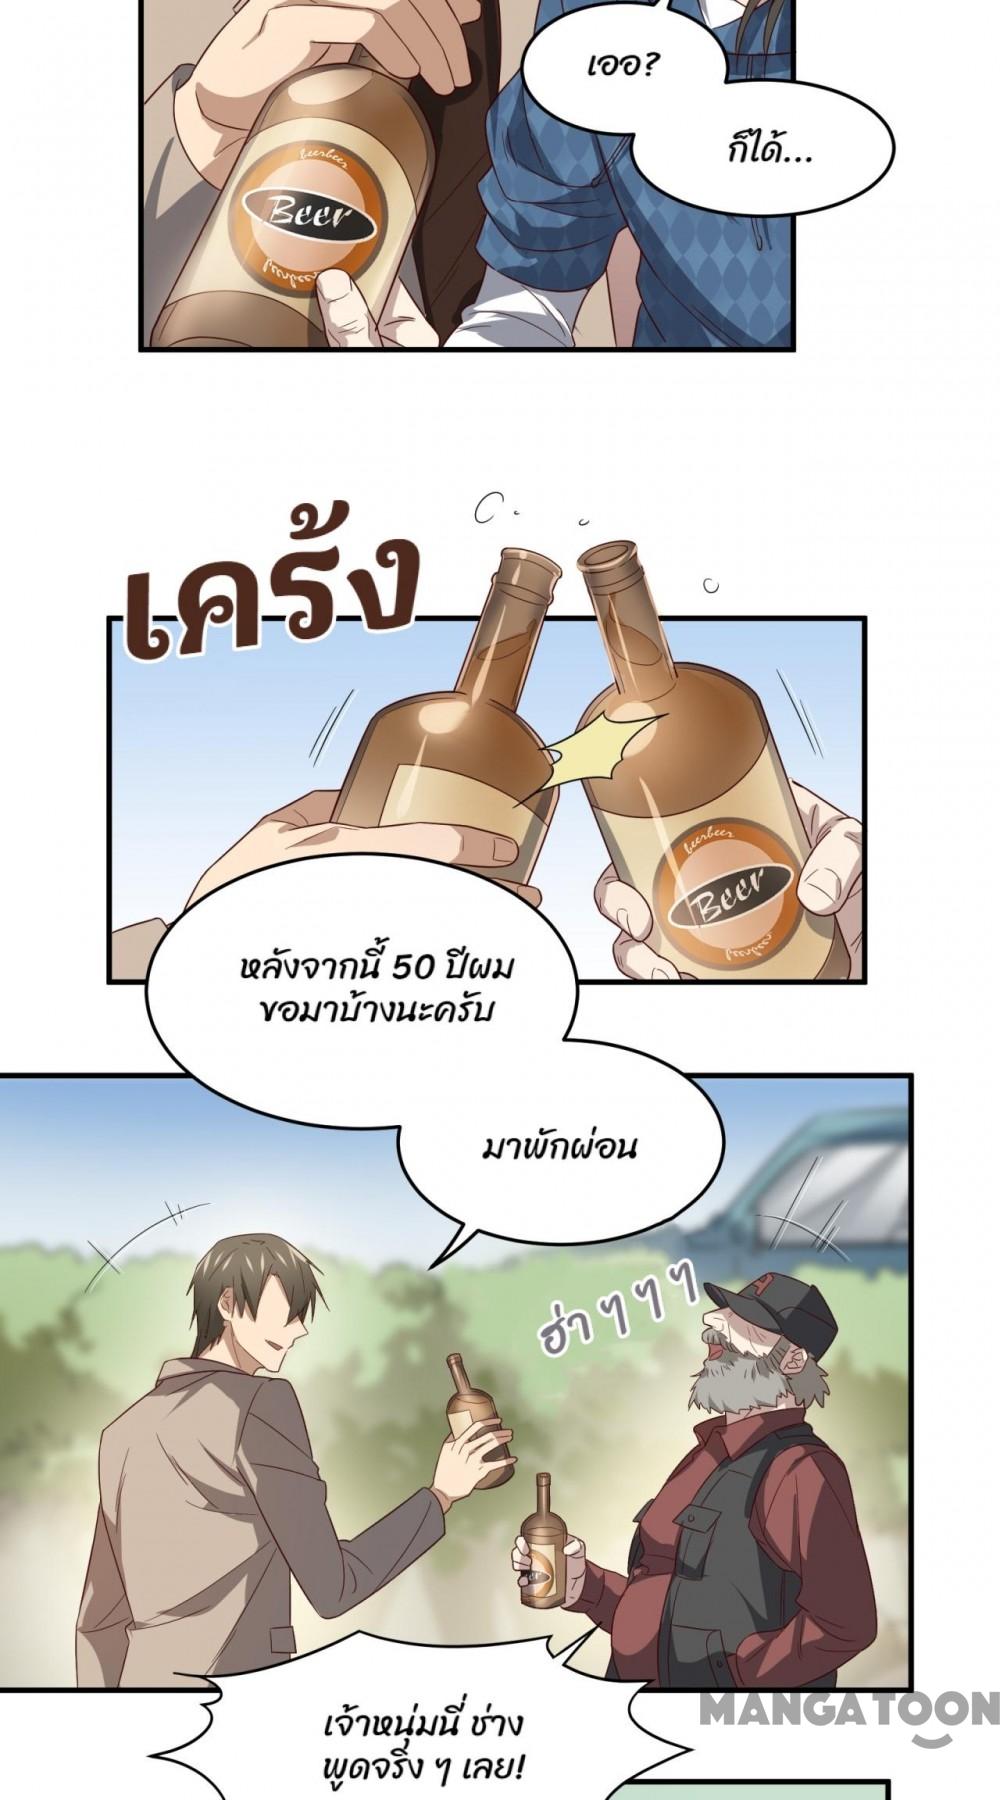 เออ?
ก็ได้...
beerbeer
Beer
เคร้ง
beerbeer
Beer
หลังจากนี้ 50 ปีผม
ขอมาบ้างนะครับ
มาพักผ่อน
ฮ่า ๆ ๆ ๆ
Beer
เจ้าหนุ่มนี่ ช่าง
พูดจริง ๆ เลย!
MANGATOON